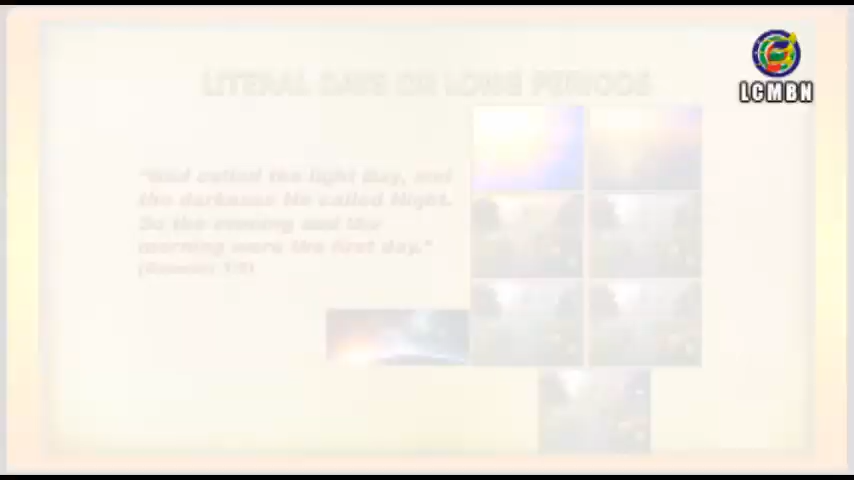 LITERAL DAYS OR LONG PERIODS
LCMBN
"God called the light Day, and
the darkness He called Night.
So the evening and the
morning were the first day."
(Genesis 1:5)